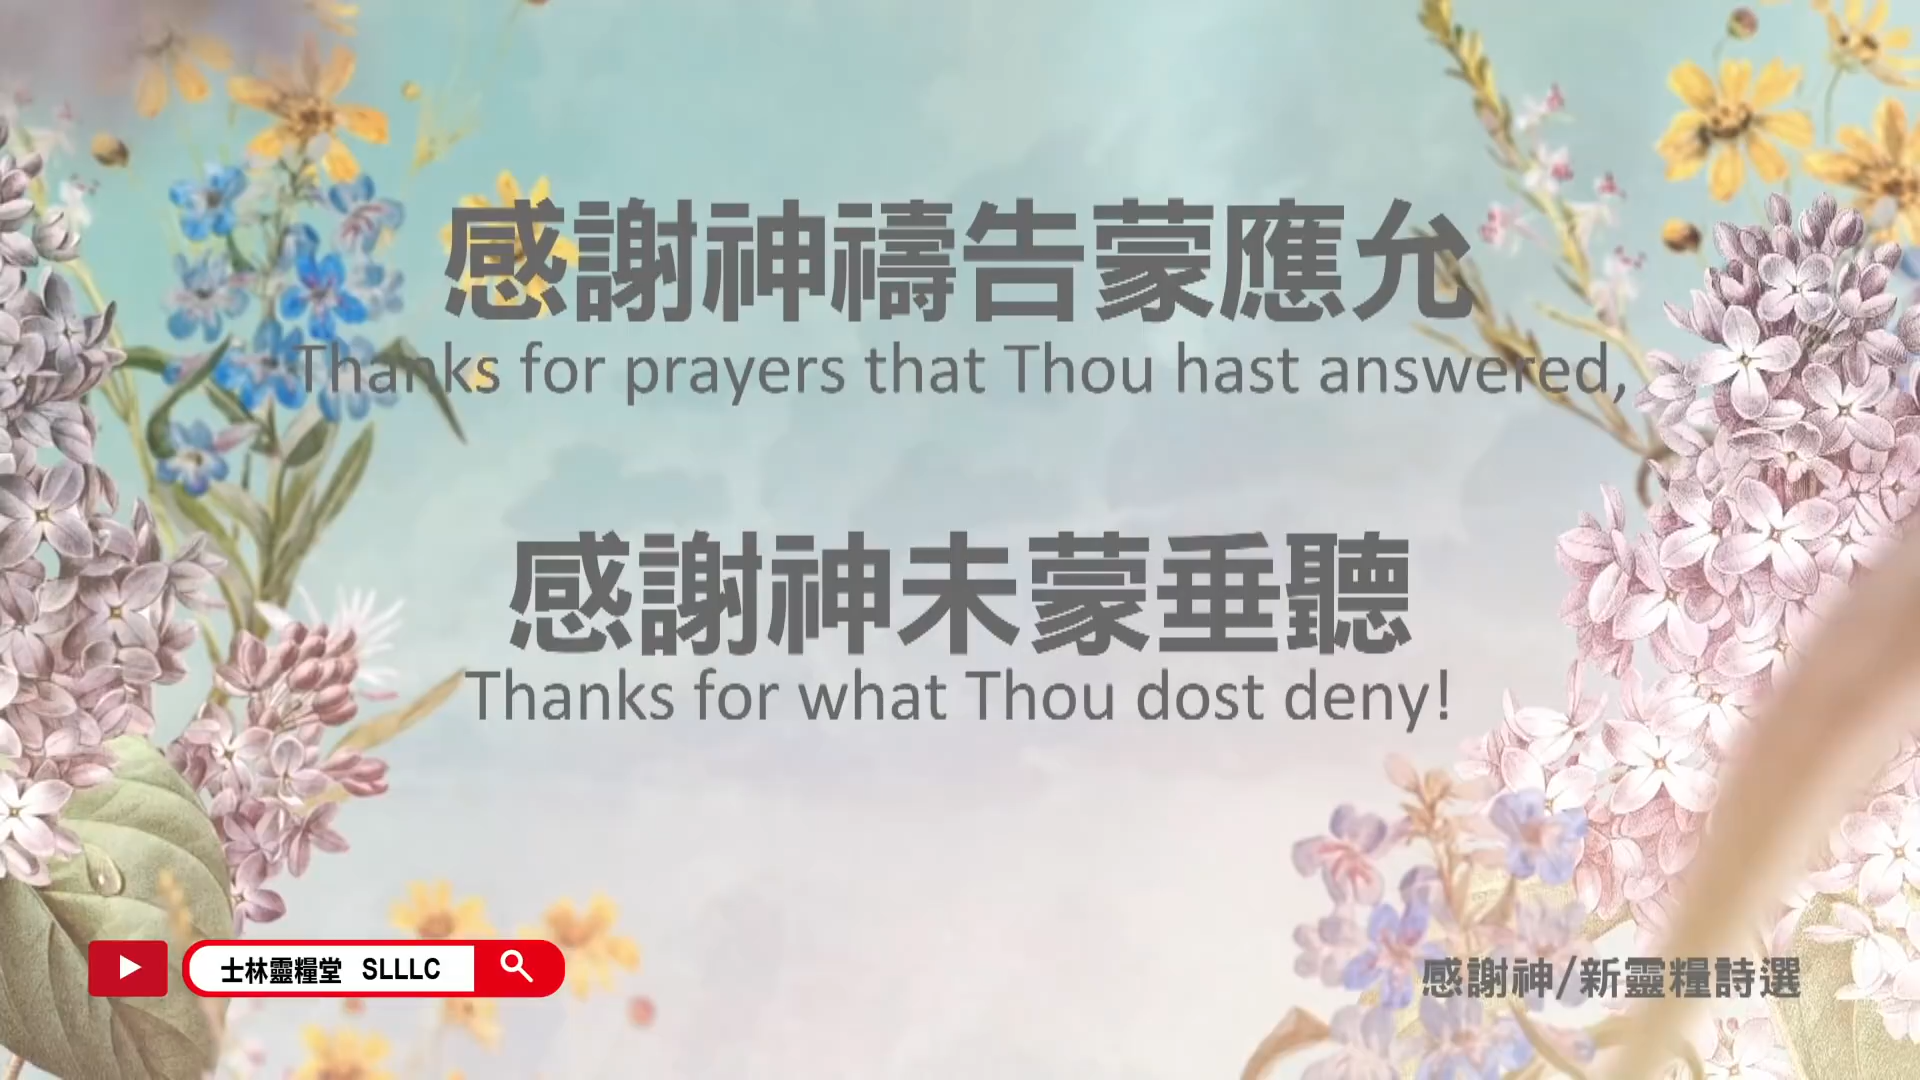 感謝神禱告蒙應允
Thanks for prayers that Thou hast answered,
感謝神未蒙垂聽
Thanks for what Thou dost deny!
士林靈糧堂 SLLLC
感謝神/新靈糧詩選